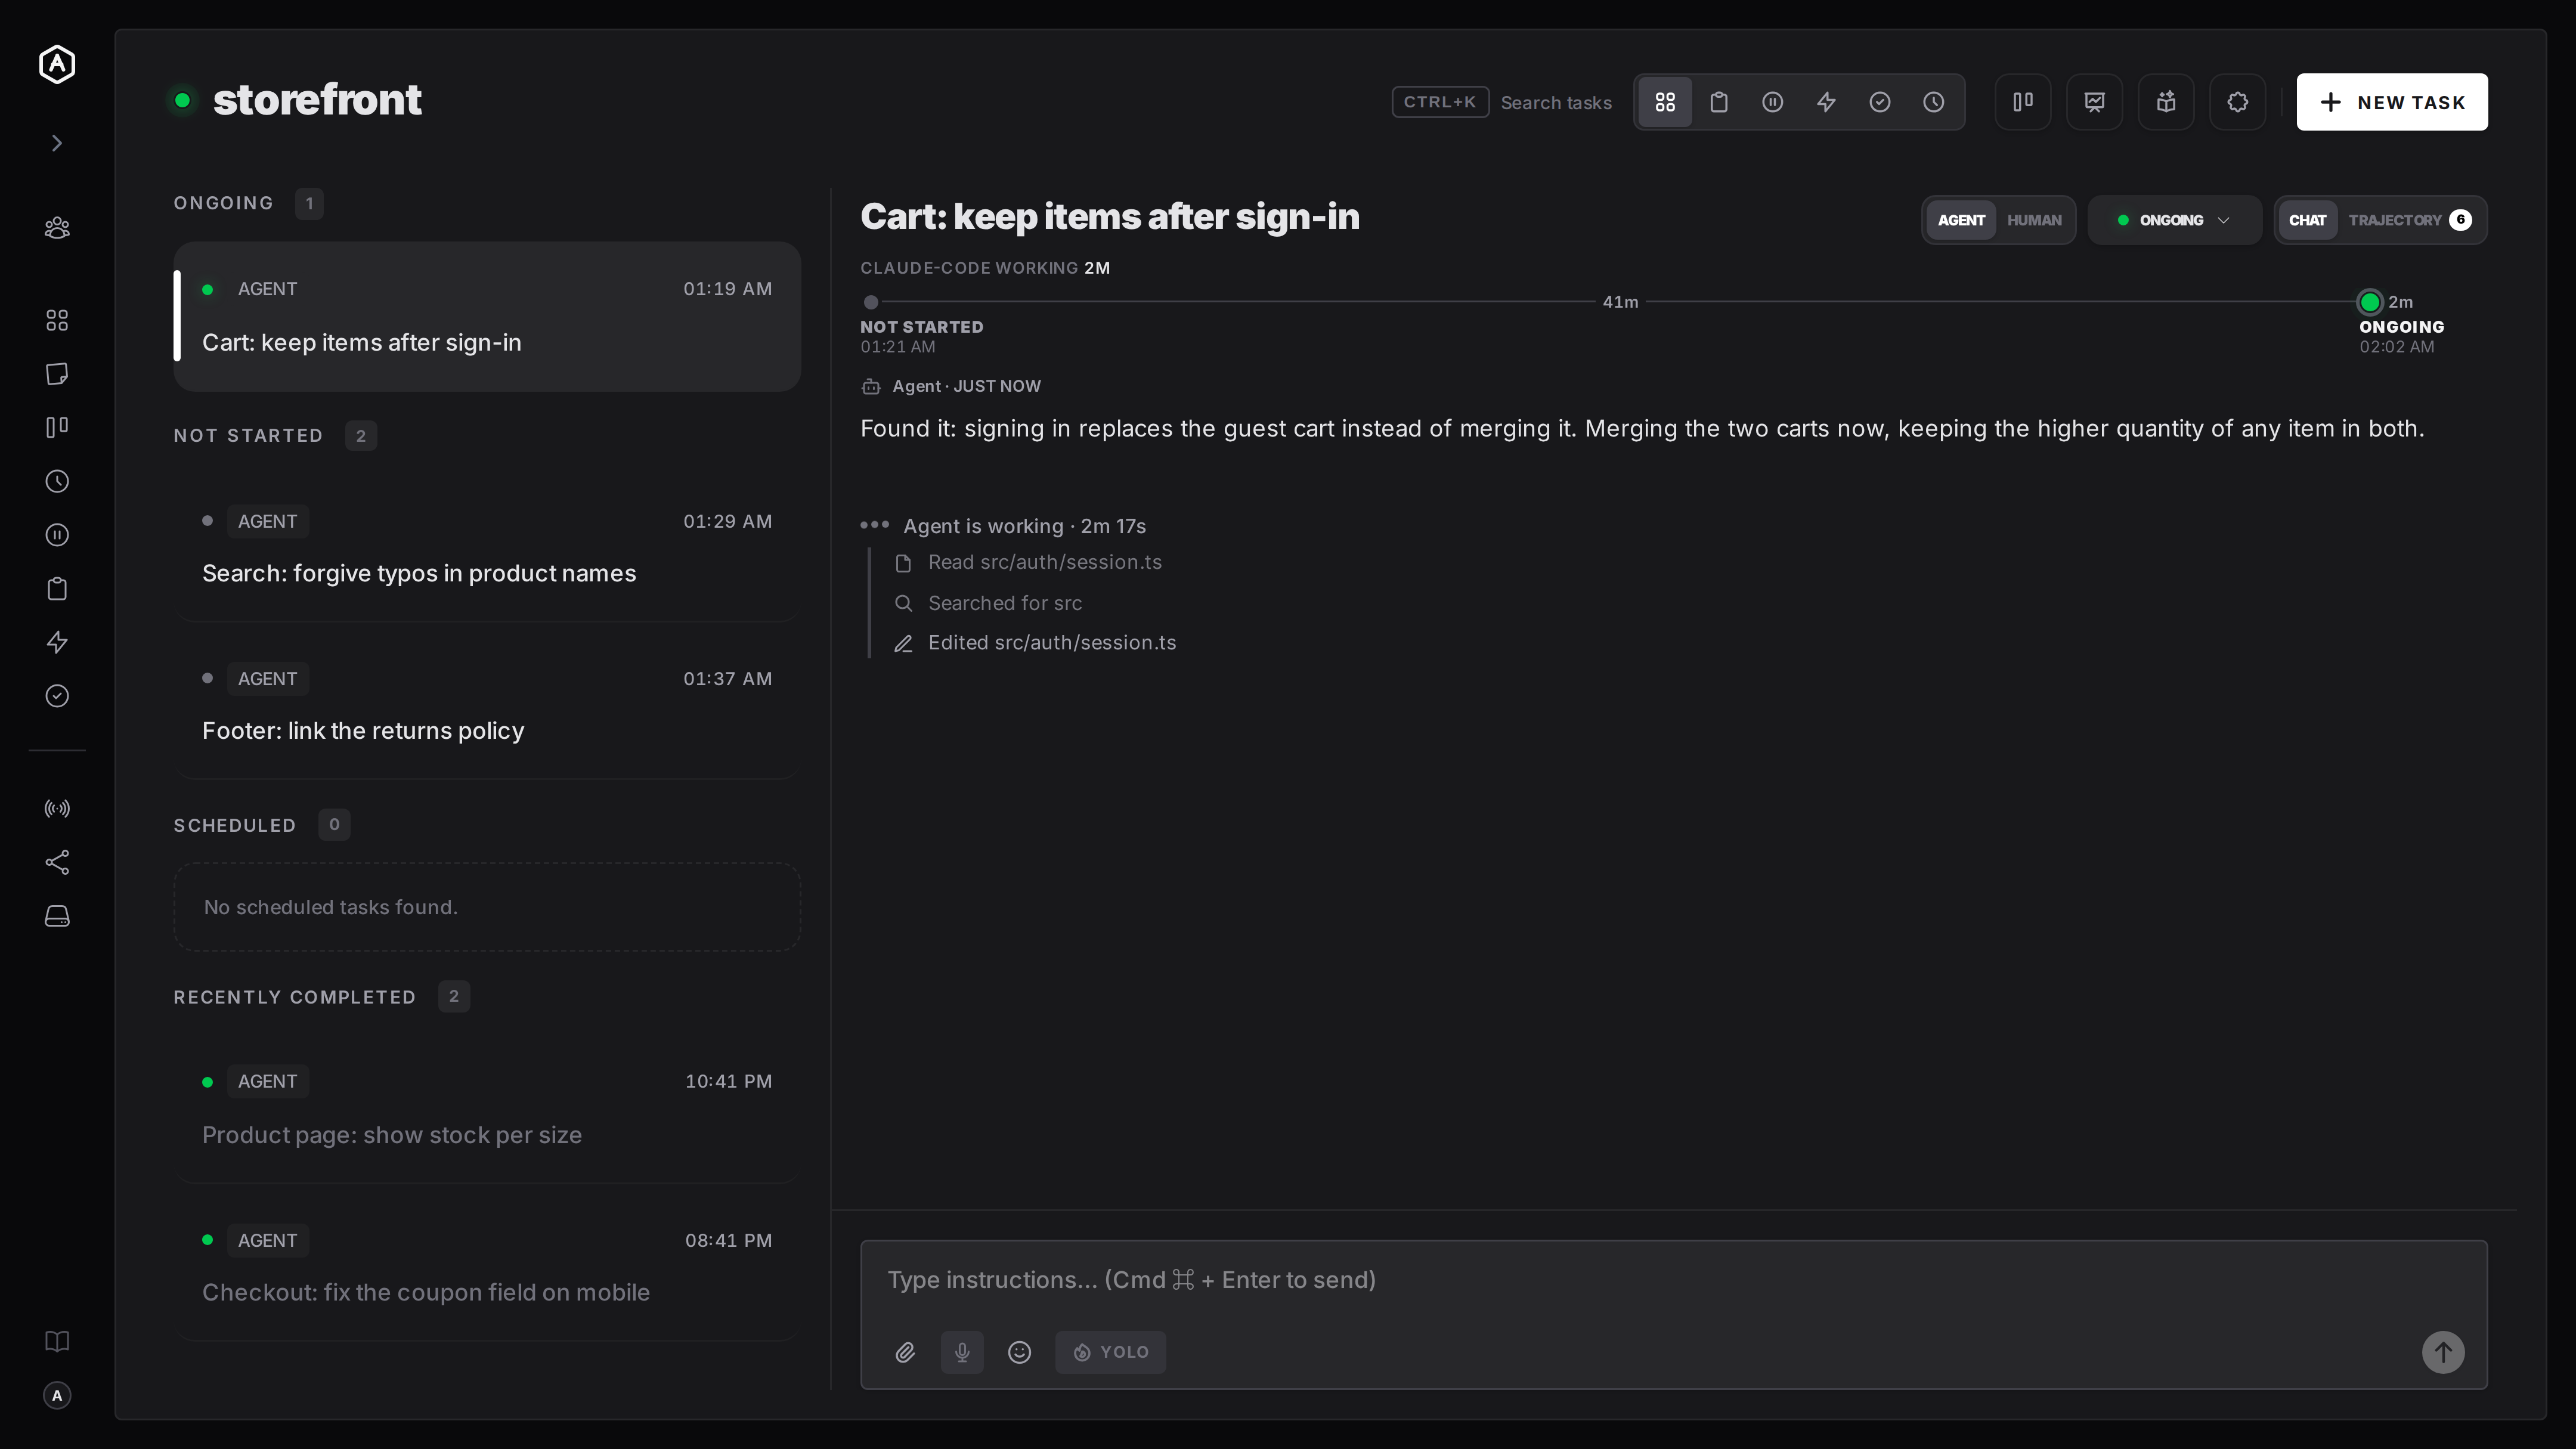 storefront
CTRL+K Search tasks
NEW TASK
ONGOING 1
AGENT 01:19 AM
Cart: keep items after sign-in
NOT STARTED 2
AGENT 01:29 AM
Search: forgive typos in product names
AGENT 01:37 AM
Footer: link the returns policy
SCHEDULED 0
No scheduled tasks found.
RECENTLY COMPLETED 2
AGENT 10:41 PM
Product page: show stock per size
AGENT 08:41 PM
Checkout: fix the coupon field on mobile
Cart: keep items after sign-in
AGENT HUMAN ONGOING CHAT TRAJECTORY 6
CLAUDE-CODE WORKING 2M
41m 2m
NOT STARTED ONGOING
01:21 AM 02:02 AM
Agent · JUST NOW
Found it: signing in replaces the guest cart instead of merging it. Merging the two carts now, keeping the higher quantity of any item in both.
Agent is working · 2m 17s
Read src/auth/session.ts
Searched for src
Edited src/auth/session.ts
Type instructions... (Cmd ⌘ + Enter to send)
YOLO
A
A